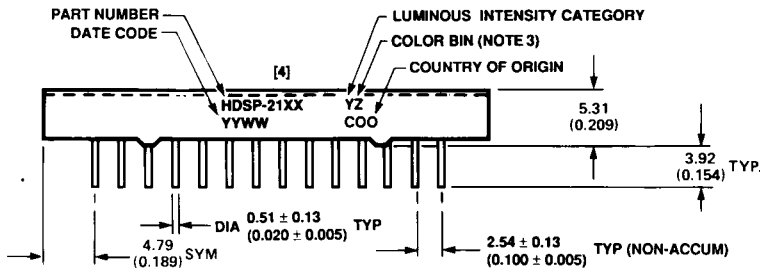 PART NUMBER
DATE CODE
LUMINOUS INTENSITY CATEGORY
COLOR BIN (NOTE 3)
COUNTRY OF ORIGIN
[4]
HDSP-21XX YZ
YYWW COO
5.31
(0.209)
3.92
(0.154) TYP.
DIA 0.51 ± 0.13
(0.020 ± 0.005) TYP
4.79
(0.189) SYM
2.54 ± 0.13
(0.100 ± 0.005) TYP (NON-ACCUM)